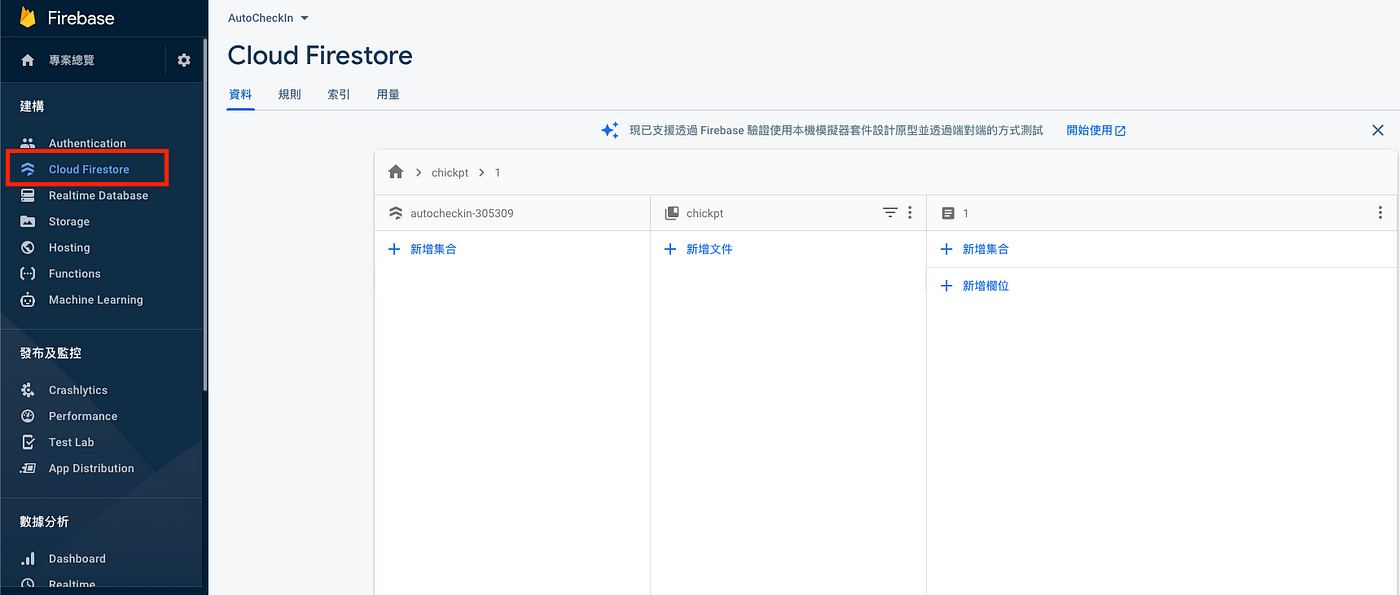 Firebase
專案總覽
建構
Authentication
Cloud Firestore
Realtime Database
Storage
Hosting
Functions
Machine Learning
發布及監控
Crashlytics
Performance
Test Lab
App Distribution
數據分析
Dashboard
Realtime
AutoCheckIn
Cloud Firestore
資料 規則 索引 用量
現已支援透過 Firebase 驗證使用本機模擬器套件設計原型並透過端對端的方式測試 開始使用
chickpt 1
autocheckin-305309 chickpt 1
新增集合 新增文件 新增集合
新增欄位